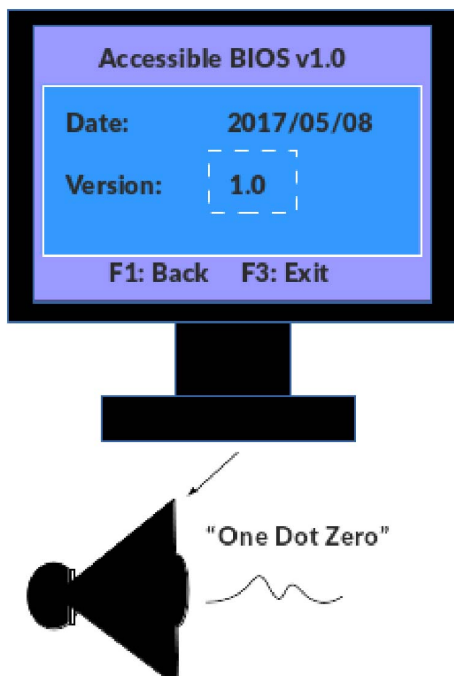 Accessible BIOS v1.0
Date: 2017/05/08
Version: 1.0
F1: Back F3: Exit
“One Dot Zero”